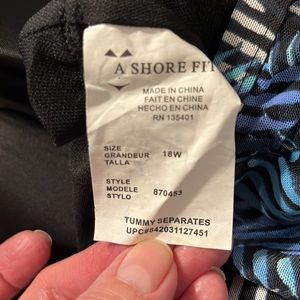 A SHORE FIT
MADE IN CHINA
FAIT EN CHINE
HECHO EN CHINA
RN 135401
SIZE
GRANDEUR 18W
TALLA
STYLE
MODELE 870453
STYLO
TUMMY SEPARATES
UPC#842031127451